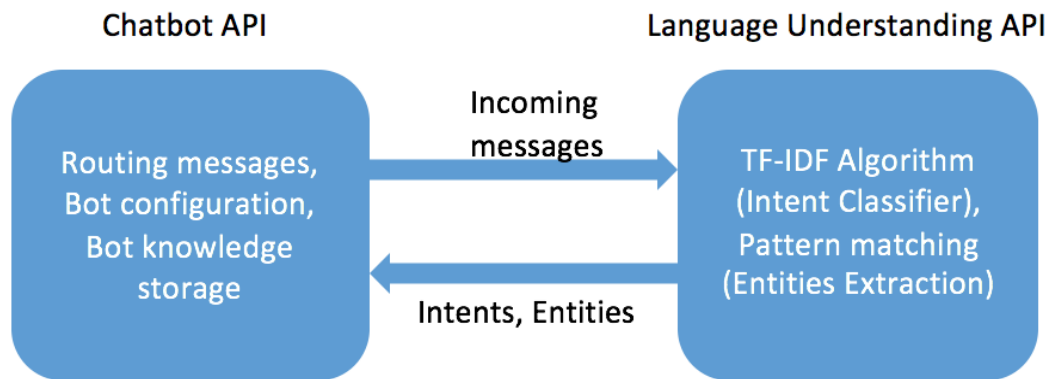 Chatbot API
Language Understanding API
Routing messages,
Bot configuration,
Bot knowledge
storage
Incoming
messages
TF-IDF Algorithm
(Intent Classifier),
Pattern matching
(Entities Extraction)
Intents, Entities